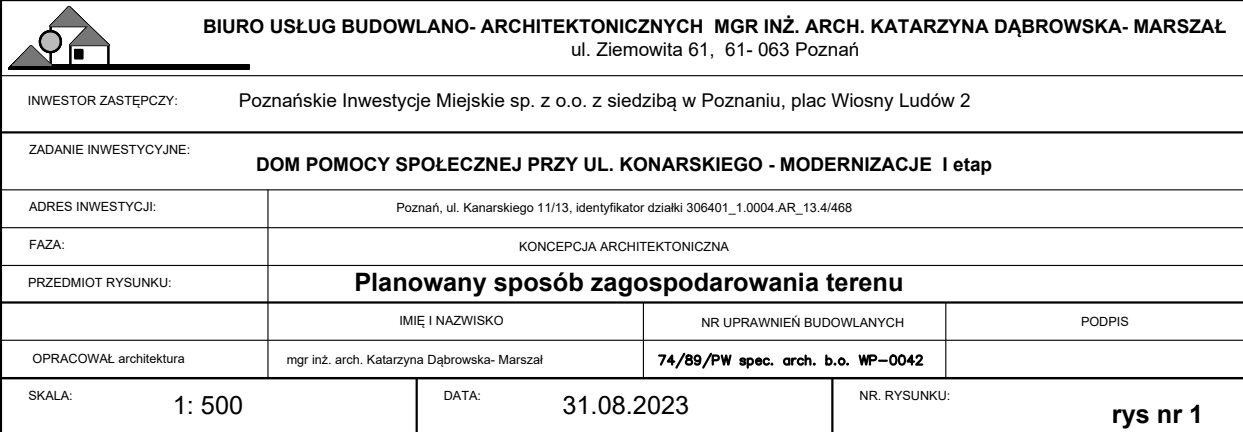 BIURO USŁUG BUDOWLANO- ARCHITEKTONICZNYCH MGR INŻ. ARCH. KATARZYNA DĄBROWSKA- MARSZAŁ
ul. Ziemowita 61, 61- 063 Poznań
INWESTOR ZASTĘPCZY: Poznańskie Inwestycje Miejskie sp. z o.o. z siedzibą w Poznaniu, plac Wiosny Ludów 2
ZADANIE INWESTYCYJNE: DOM POMOCY SPOŁECZNEJ PRZY UL. KONARSKIEGO - MODERNIZACJE I etap
ADRES INWESTYCJI: Poznań, ul. Kanarskiego 11/13, identyfikator działki 306401_1.0004.AR_13.4/468
FAZA: KONCEPCJA ARCHITEKTONICZNA
PRZEDMIOT RYSUNKU: Planowany sposób zagospodarowania terenu
IMIĘ I NAZWISKO NR UPRAWNIEŃ BUDOWLANYCH PODPIS
OPRACOWAŁ architektura mgr inż. arch. Katarzyna Dąbrowska- Marszał 74/89/PW spec. arch. b.o. WP-0042
SKALA: 1: 500 DATA: 31.08.2023 NR. RYSUNKU: rys nr 1